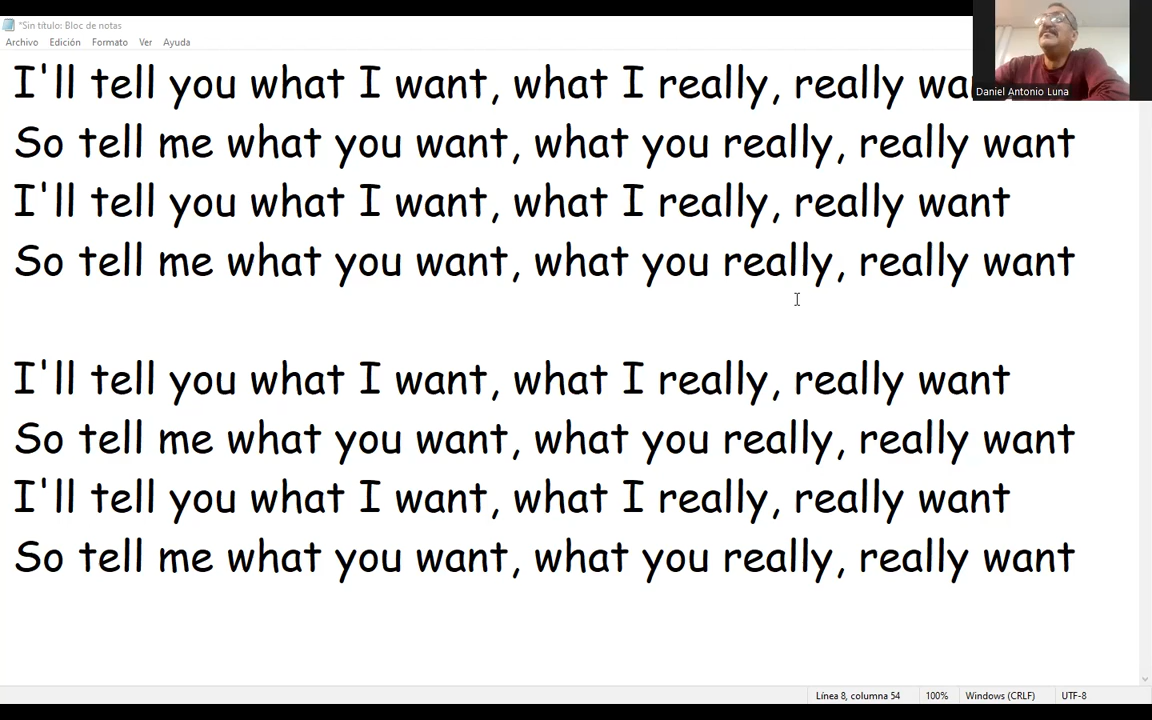 *Sin título: Bloc de notas
Archivo Edición Formato Ver Ayuda
I'll tell you what I want, what I really, really
So tell me what you want, what you really, really want
I'll tell you what I want, what I really, really want
So tell me what you want, what you really, really want
I'll tell you what I want, what I really, really want
So tell me what you want, what you really, really want
I'll tell you what I want, what I really, really want
So tell me what you want, what you really, really want
Daniel Antonio Luna
Línea 8, columna 54 100% Windows (CRLF) UTF-8